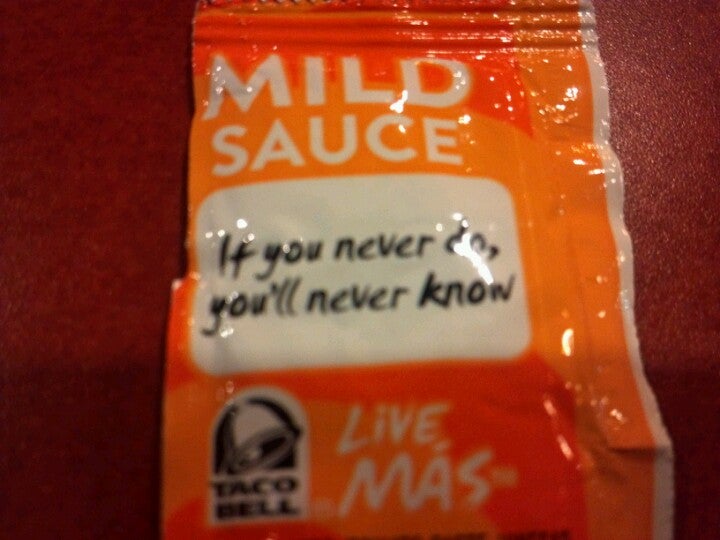 MILD
SAUCE
If you never do,
you'll never know
LIVE
MÁS
TACO
BELL